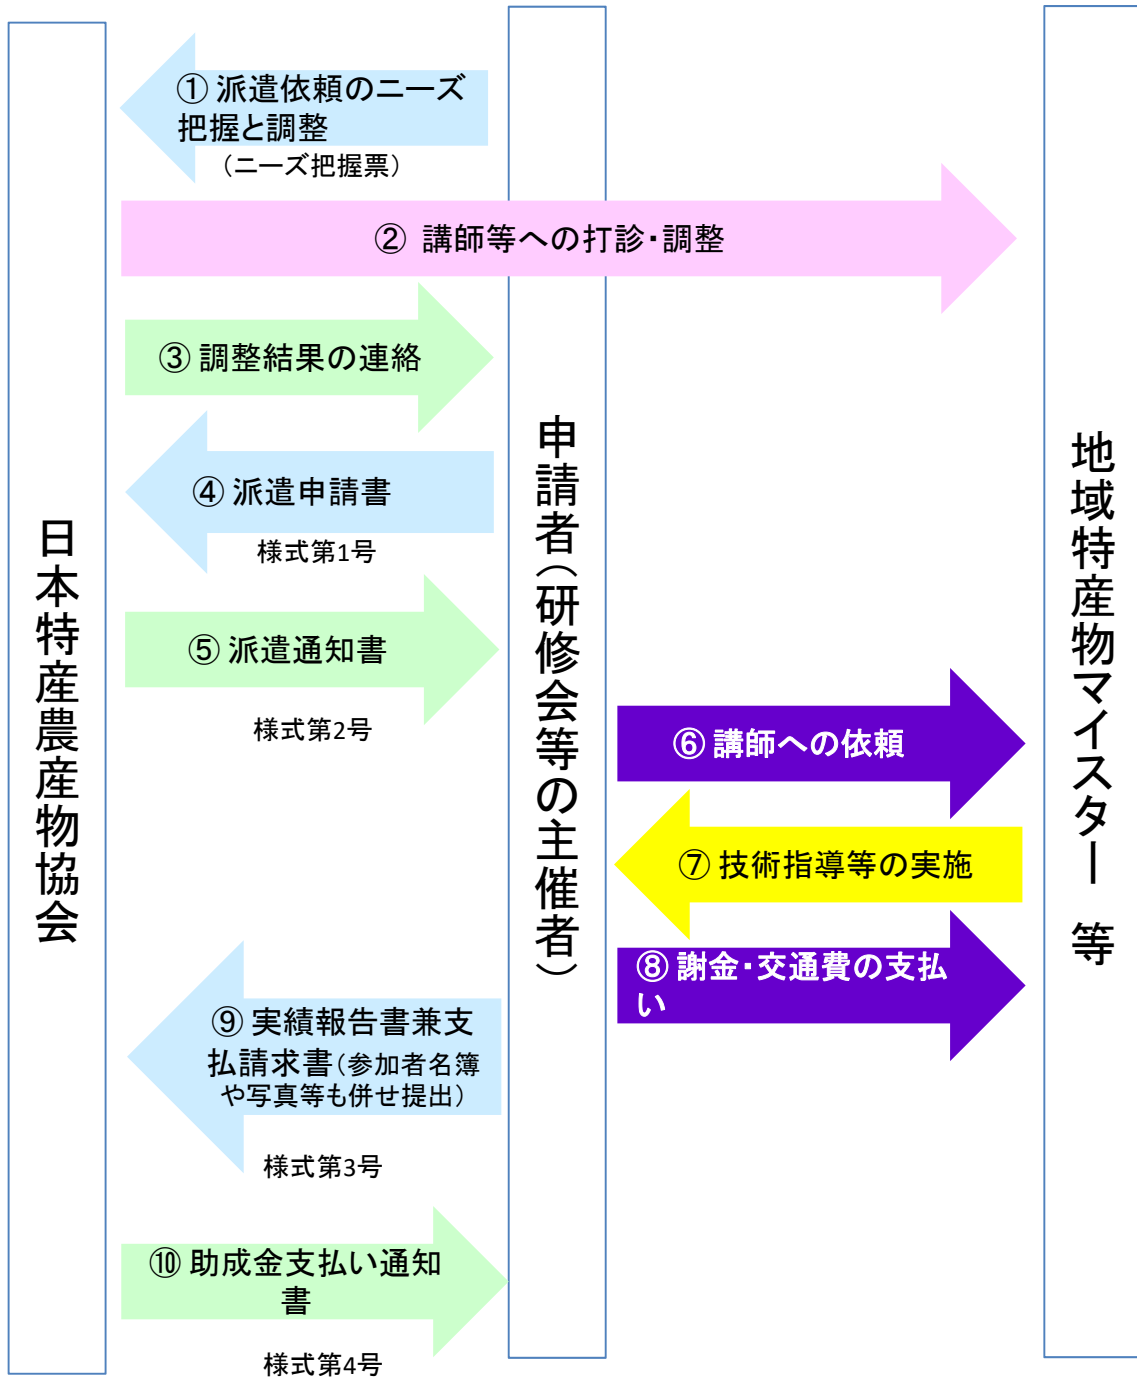 ① 派遣依頼のニーズ
把握と調整
（ニーズ把握票）
② 講師等への打診・調整
③ 調整結果の連絡
④ 派遣申請書
様式第1号
⑤ 派遣通知書
様式第2号
⑥ 講師への依頼
⑦ 技術指導等の実施
⑧ 謝金・交通費の支払
い
⑨ 実績報告書兼支
払請求書（参加者名簿
や写真等も併せ提出）
様式第3号
⑩ 助成金支払い通知
書
様式第4号
日本特産農産物協会
申請者（研修会等の主催者）
地域特産物マイスター 等